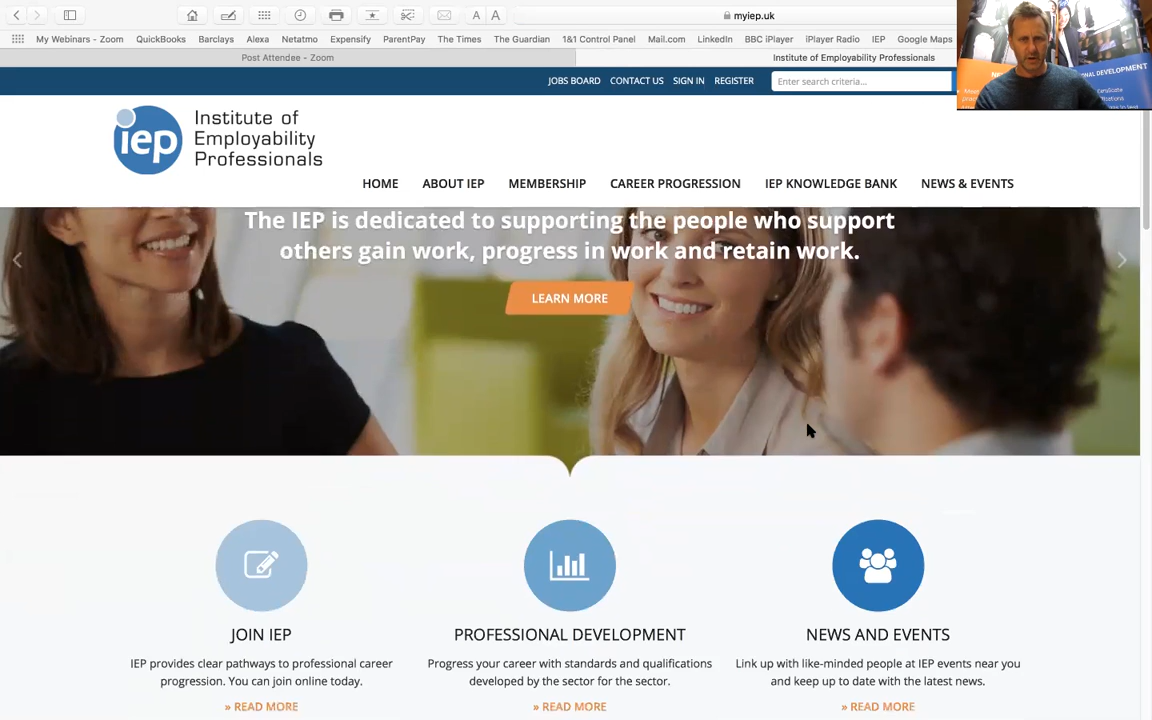 A A
myiep.uk
My Webinars - Zoom QuickBooks Barclays Alexa Netatmo Expensify ParentPay The Times The Guardian 1&1 Control Panel Mail.com LinkedIn BBC iPlayer iPlayer Radio IEP Google Maps
Post Attendee - Zoom
Institute of Employability Professionals
JOBS BOARD CONTACT US SIGN IN REGISTER
Enter search criteria...
iep
Institute of
Employability
Professionals
HOME ABOUT IEP MEMBERSHIP CAREER PROGRESSION IEP KNOWLEDGE BANK NEWS & EVENTS
The IEP is dedicated to supporting the people who support
others gain work, progress in work and retain work.
LEARN MORE
JOIN IEP
IEP provides clear pathways to professional career
progression. You can join online today.
» READ MORE
PROFESSIONAL DEVELOPMENT
Progress your career with standards and qualifications
developed by the sector for the sector.
» READ MORE
NEWS AND EVENTS
Link up with like-minded people at IEP events near you
and keep up to date with the latest news.
» READ MORE
DEVELOPMENT